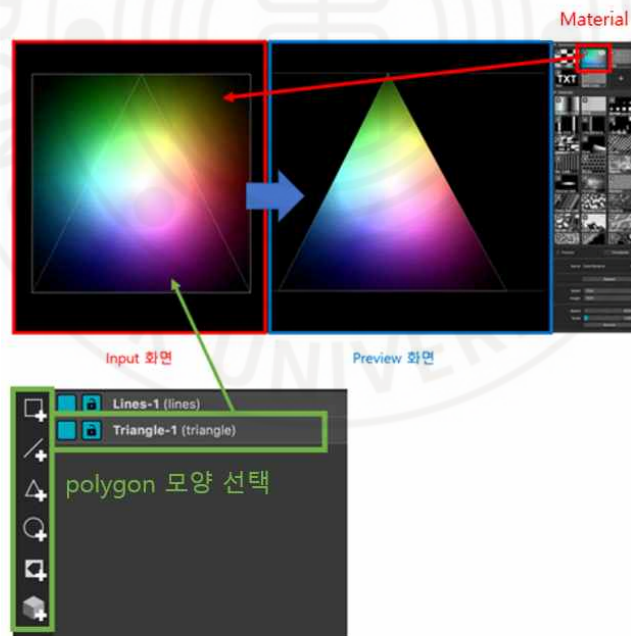 Material
TXT
Input 화면
Preview 화면
Lines-1 (lines)
Triangle-1 (triangle)
polygon 모양 선택
UNIVER